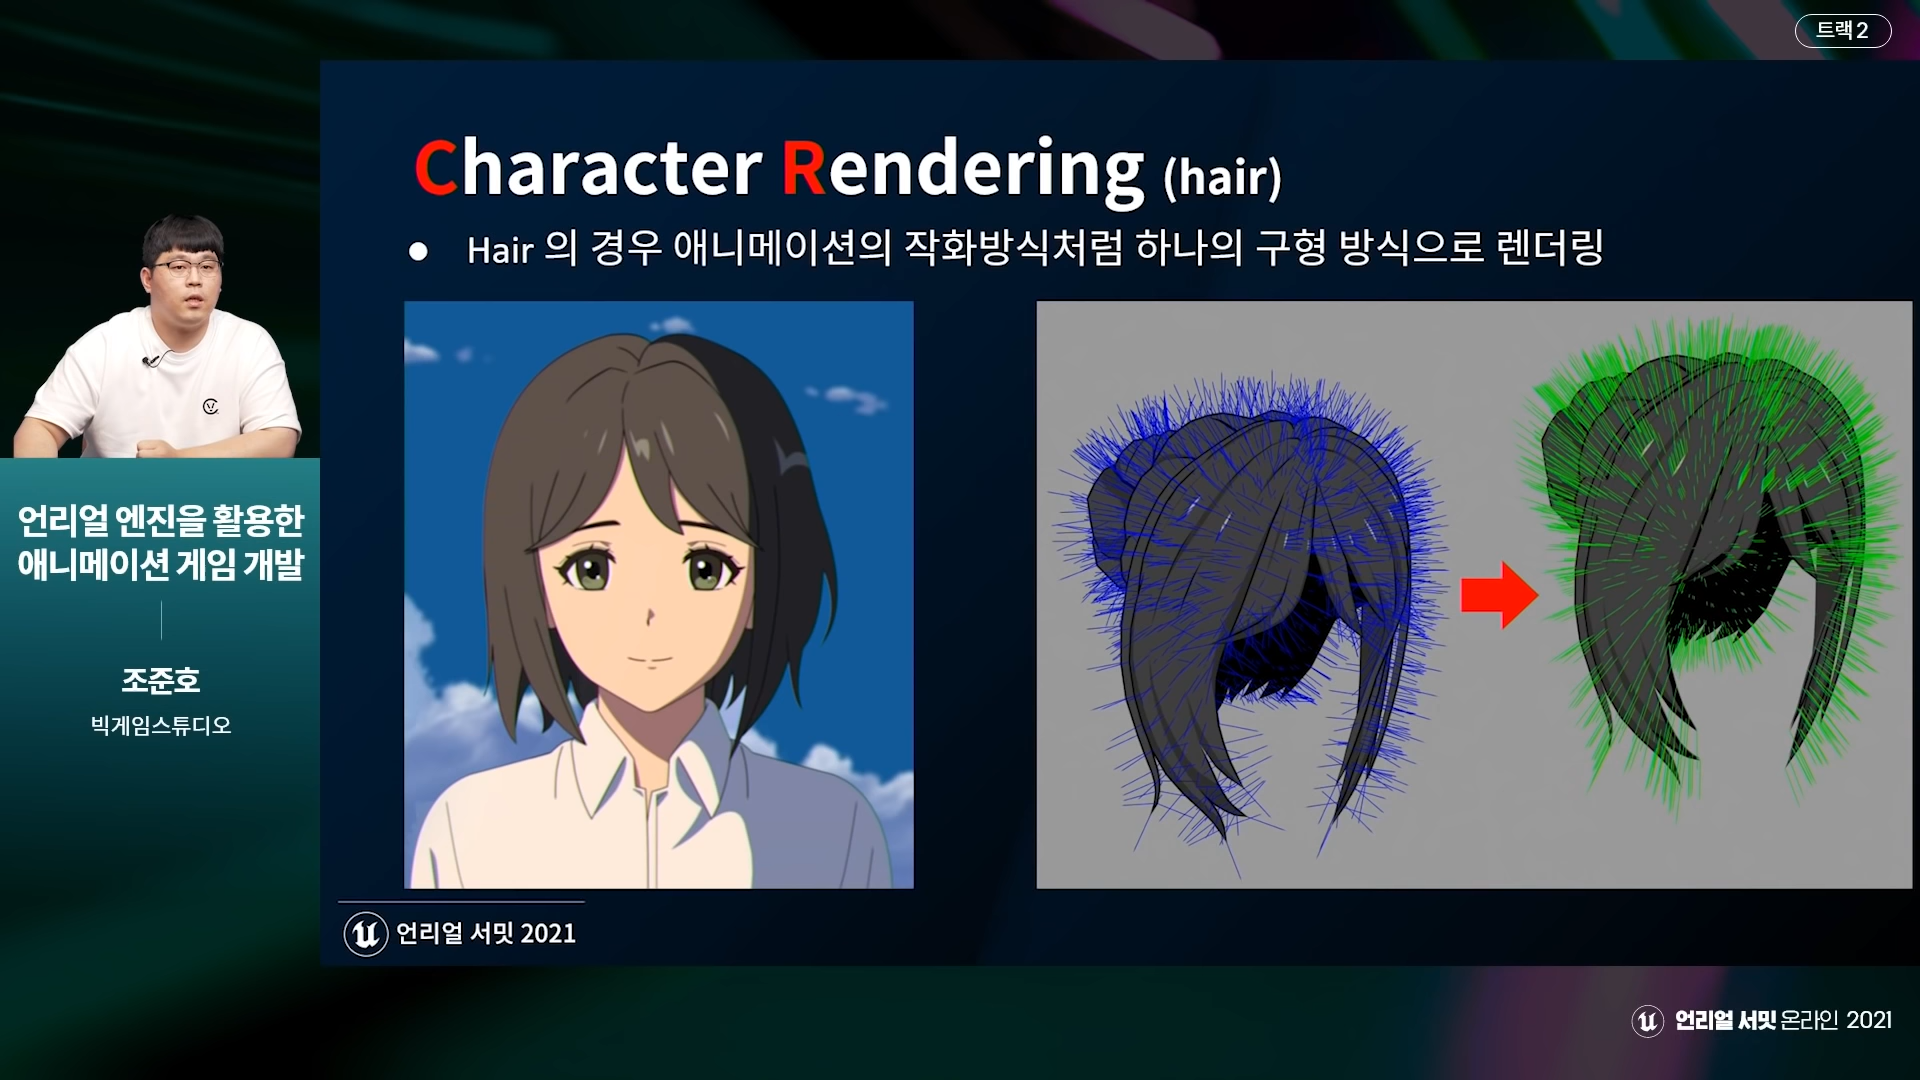 트랙2
Character Rendering (hair)
● Hair 의 경우 애니메이션의 작화방식처럼 하나의 구형 방식으로 렌더링
언리얼 엔진을 활용한
애니메이션 게임 개발
조준호
빅게임스튜디오
언리얼 서밋 2021
언리얼 서밋 온라인 2021